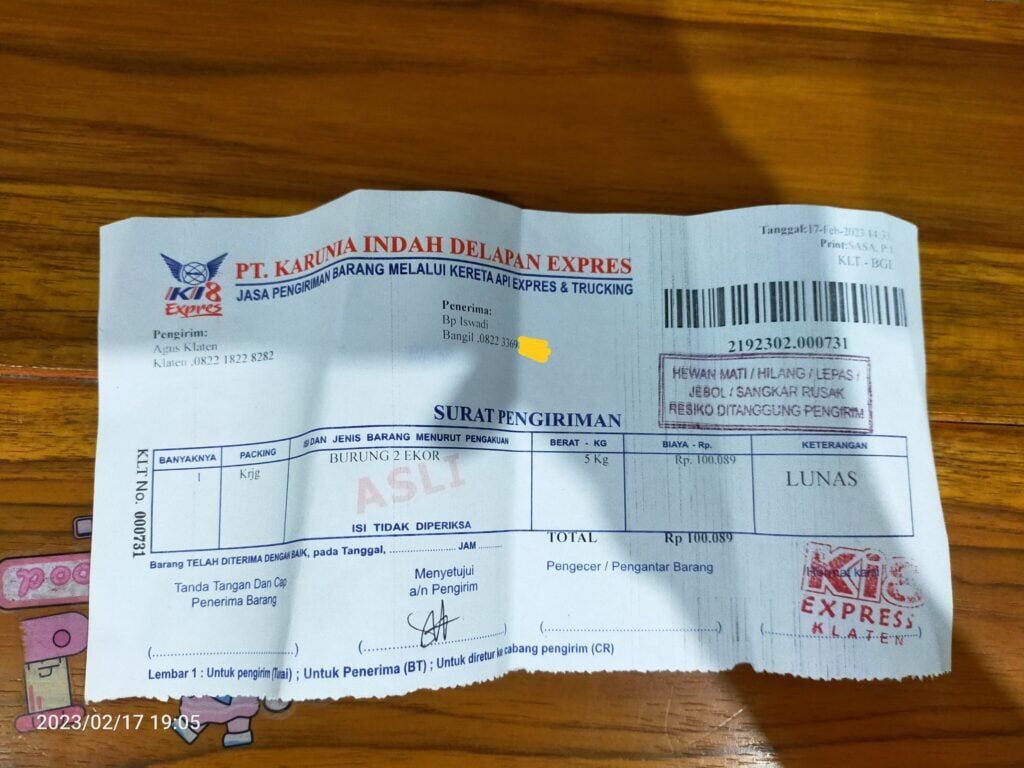 Ki8
Expres
PT. KARUNIA INDAH DELAPAN EXPRES
JASA PENGIRIMAN BARANG MELALUI KERETA API EXPRES & TRUCKING
Tanggal:17-Feb-2023 14:
Print:SASA,
KLT - BGL
Pengirim:
Agus Klaten
Klaten ,0822 1822 8282
Penerima:
Bp Iswadi
Bangil ,0822 3369
2192302.000731
HEWAN MATI / HILANG / LEPAS /
JEBOL / SANGKAR RUSAK
RESIKO DITANGGUNG PENGIRIM
SURAT PENGIRIMAN
KLT No. 000731
BANYAKNYA PACKING ISI DAN JENIS BARANG MENURUT PENGAKUAN BERAT - KG BIAYA - Rp. KETERANGAN
1 Krjg BURUNG 2 EKOR 5 Kg Rp. 100.089 LUNAS
ASLI
ISI TIDAK DIPERIKSA
TOTAL Rp 100.089
Barang TELAH DITERIMA DENGAN BAIK, pada Tanggal, .................... JAM ........
Tanda Tangan Dan Cap
Penerima Barang
Menyetujui
a/n Pengirim
Pengecer / Pengantar Barang
Hormat kami
Ki8
EXPRESS
KLATEN
Lembar 1 : Untuk pengirim (Tunai) ; Untuk Penerima (BT) ; Untuk diretur ke cabang pengirim (CR)
2023/02/17 19:05